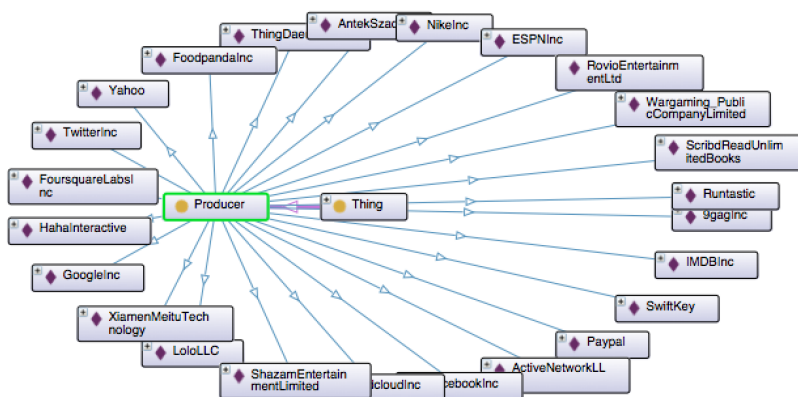 AntekSzad
NikeInc
ThingDae
ESPNInc
FoodpandaInc
RovioEntertainm
entLtd
Yahoo
Wargaming_Publi
cCompanyLimited
TwitterInc
ScribdReadUnlim
itedBooks
FoursquareLabsI
nc
Runtastic
Producer
Thing
9gagInc
HahaInteractive
IMDBInc
GoogleInc
SwiftKey
XiamenMeituTech
nology
Paypal
LoloLLC
ActiveNetworkLL
ShazamEntertain
mentLimited
lcloudInc
cebookInc